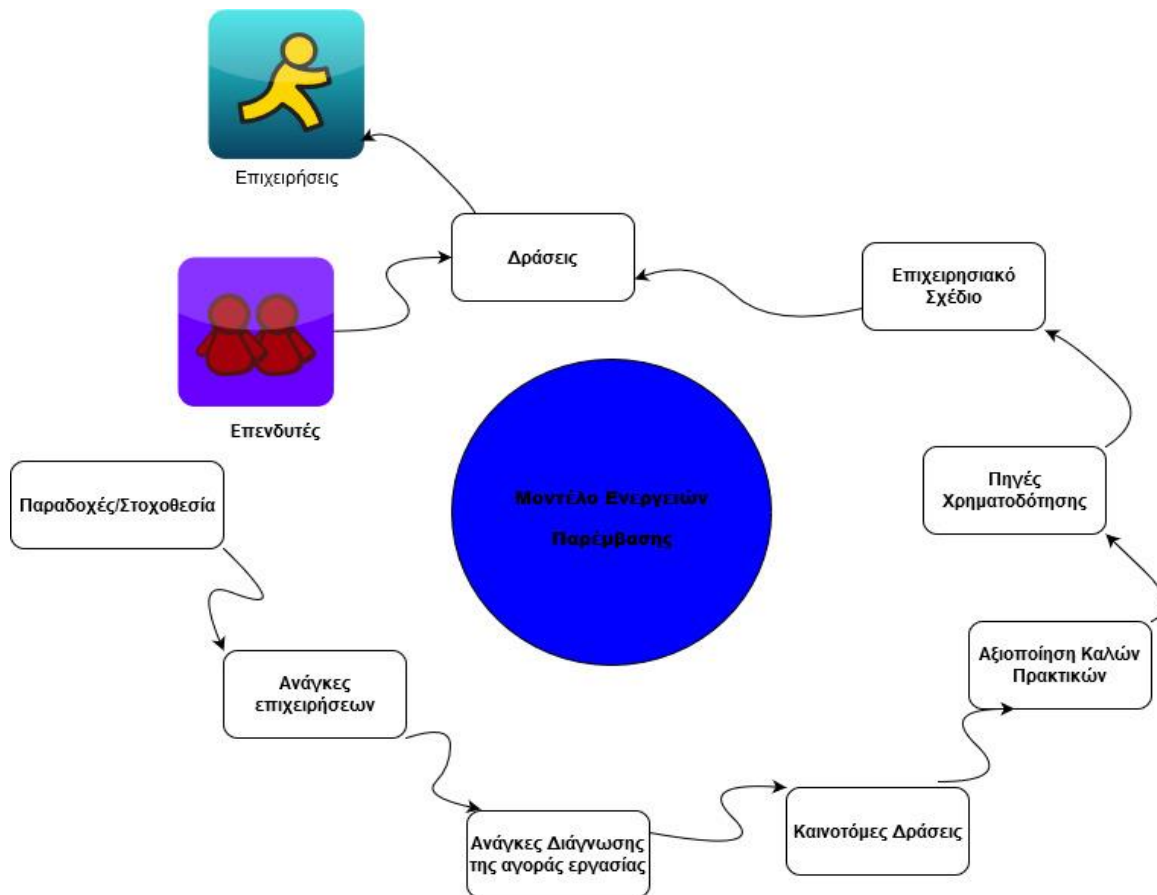 Επιχειρήσεις
Δράσεις
Επιχειρησιακό
Σχέδιο
Επενδυτές
Παραδοχές/Στοχοθεσία
Μοντέλο Ενεργειών
Παρέμβασης
Πηγές
Χρηματοδότησης
Ανάγκες
επιχειρήσεων
Αξιοποίηση Καλών
Πρακτικών
Ανάγκες Διάγνωσης
της αγοράς εργασίας
Καινοτόμες Δράσεις